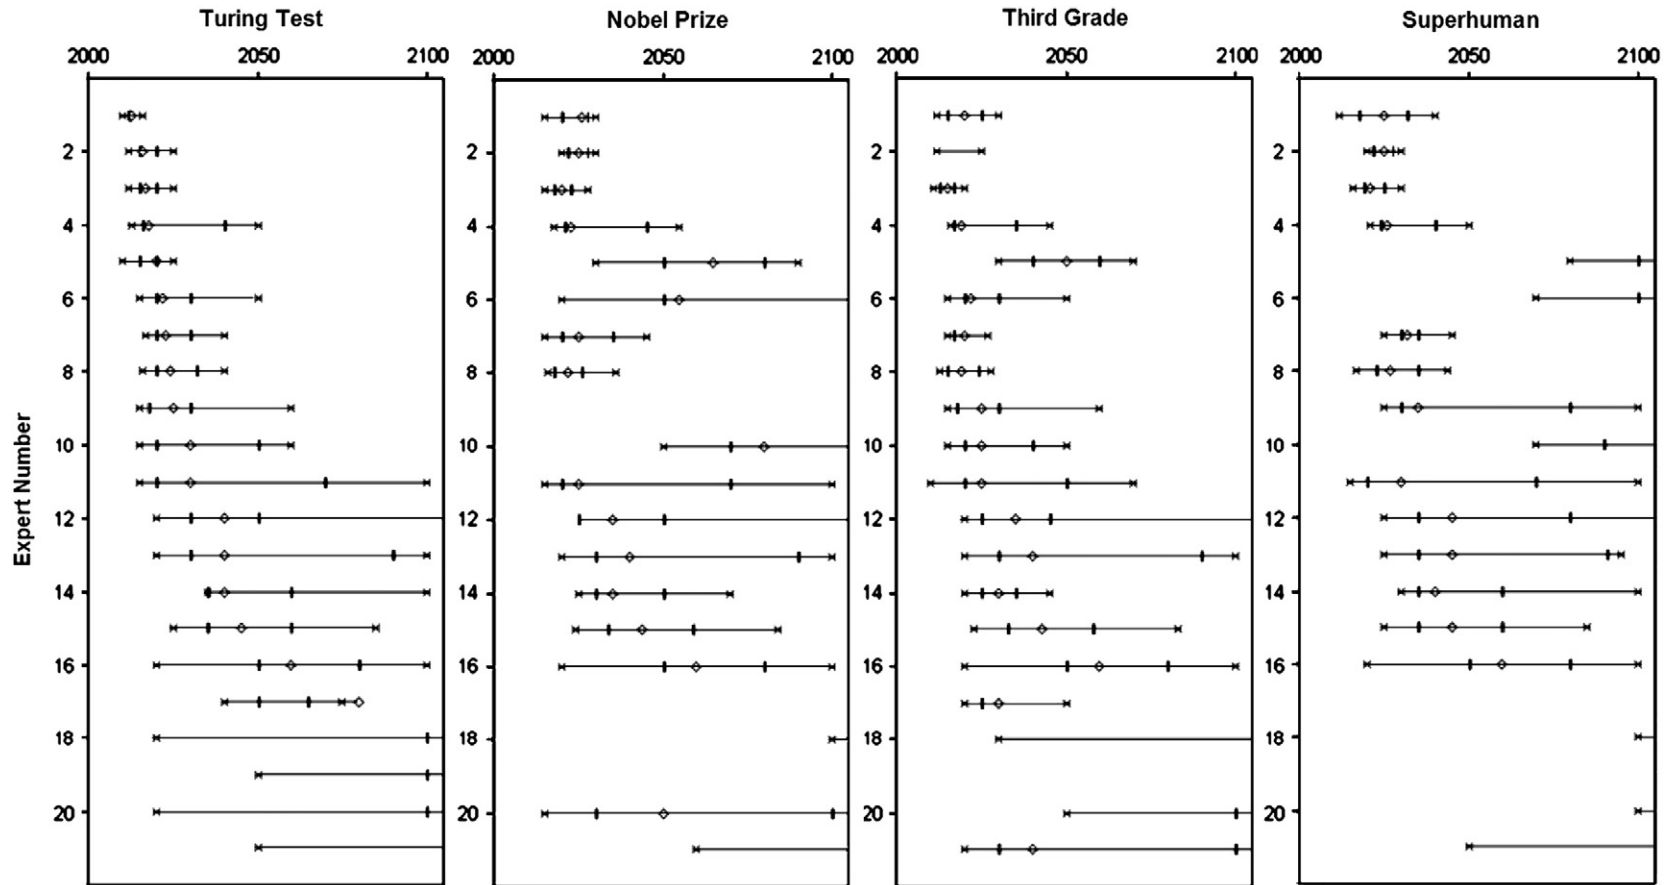 Turing Test Nobel Prize Third Grade Superhuman
2000 2050 2100 2000 2050 2100 2000 2050 2100 2000 2050 2100
2 2 2 2
4 4 4 4
6 6 6 6
8 8 8 8
10 10 10 10
12 12 12 12
14 14 14 14
16 16 16 16
18 18 18 18
20 20 20 20
Expert Number